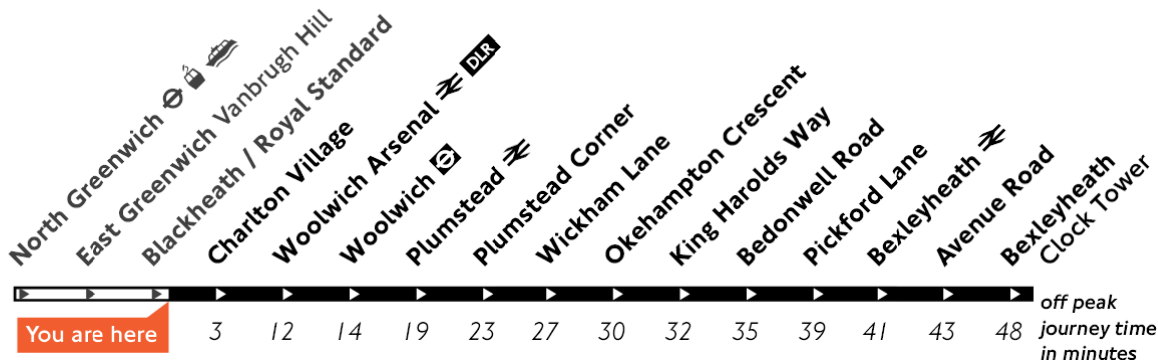 North Greenwich
East Greenwich Vanbrugh Hill
Blackheath / Royal Standard
Charlton Village
Woolwich Arsenal DLR
Woolwich
Plumstead
Plumstead Corner
Wickham Lane
Okehampton Crescent
King Harolds Way
Bedonwell Road
Pickford Lane
Bexleyheath
Avenue Road
Bexleyheath
Clock Tower
You are here
3 12 14 19 23 27 30 32 35 39 41 43 48
off peak
journey time
in minutes